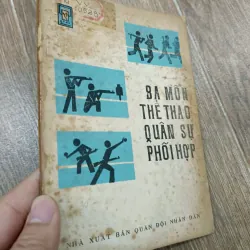 BA MÔN
THỂ THAO
QUÂN SỰ
PHỐI HỢP
NHÀ XUẤT BẢN QUÂN ĐỘI NHÂN DÂN